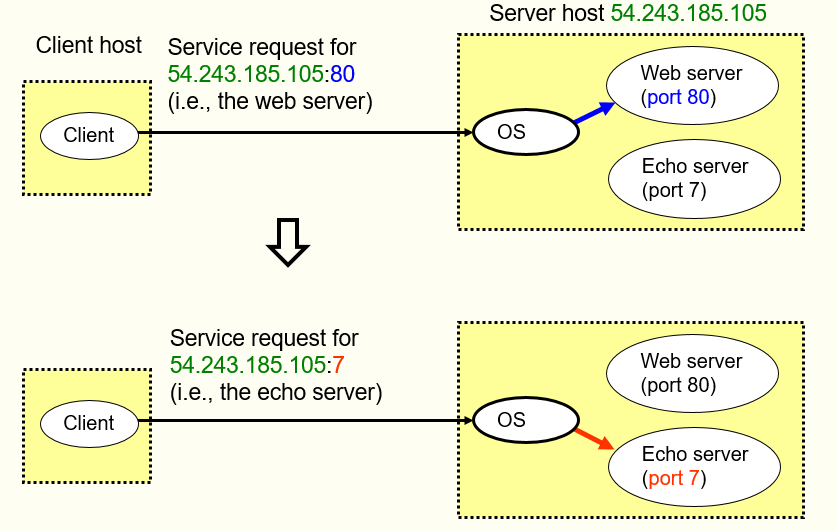 Server host 54.243.185.105
Client host
Service request for
54.243.185.105:80
(i.e., the web server)
Client
OS
Web server
(port 80)
Echo server
(port 7)
Service request for
54.243.185.105:7
(i.e., the echo server)
Client
OS
Web server
(port 80)
Echo server
(port 7)